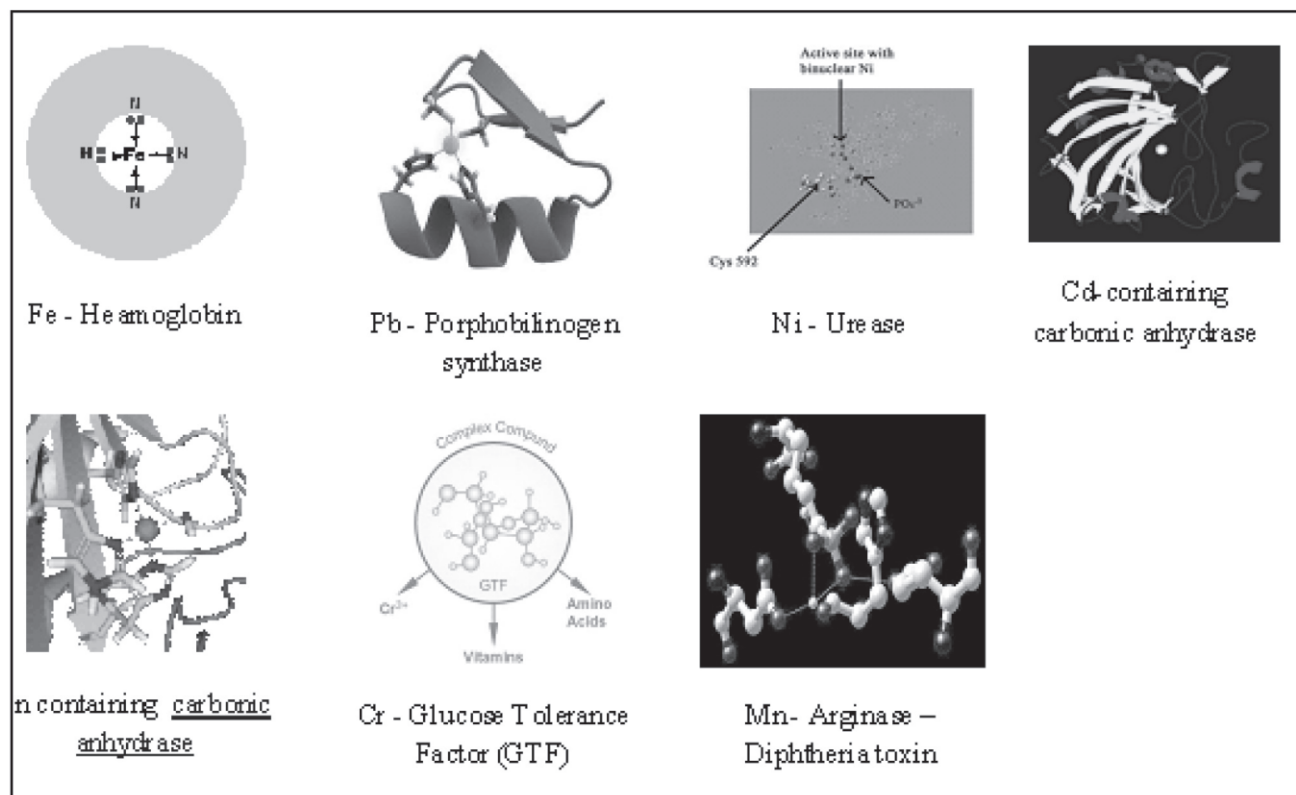 N
H Fe N
N
Fe - Heamoglobin
Pb - Porphobilinogen
synthase
Active site with
binuclear Ni
PO₄⁻³
Cys 592
Ni - Urease
Cd-containing
carbonic anhydrase
n containing carbonic
anhydrase
Complex Compound
GTF
Cr³⁺
Amino
Acids
Vitamins
Cr - Glucose Tolerance
Factor (GTF)
Mn- Arginase –
Diphtheria toxin